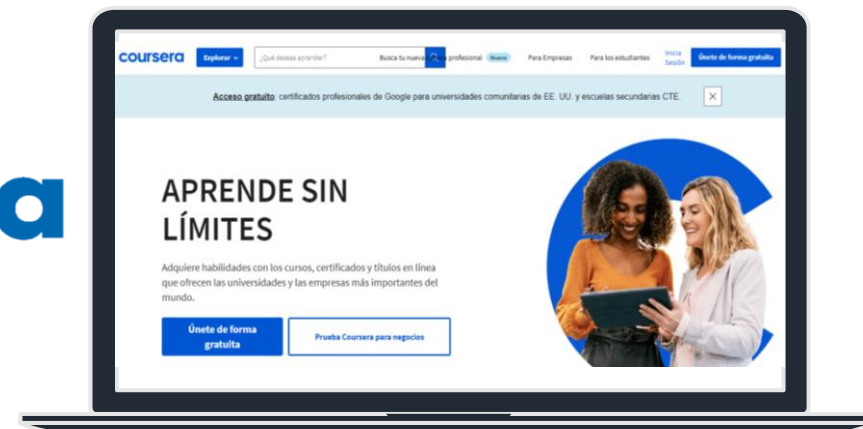 a
coursera Explorar ¿Qué deseas aprender? Busca tu nueva profesional Nuevo Para Empresas Para los estudiantes Inicia Sesión Únete de forma gratuita
Acceso gratuito: certificados profesionales de Google para universidades comunitarias de EE. UU. y escuelas secundarias CTE.
APRENDE SIN
LÍMITES
Adquiere habilidades con los cursos, certificados y títulos en línea
que ofrecen las universidades y las empresas más importantes del
mundo.
Únete de forma
gratuita
Prueba Coursera para negocios